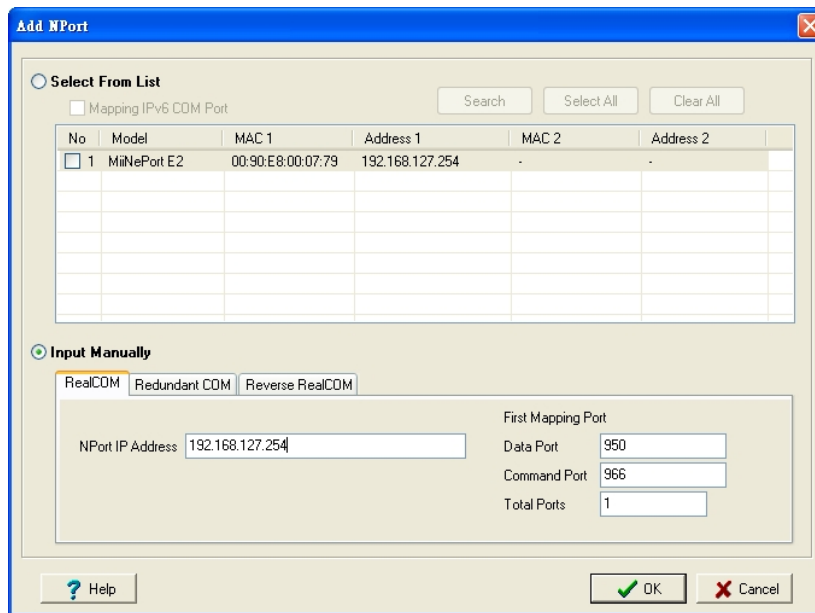 Add NPort
Select From List
Mapping IPv6 COM Port
Search Select All Clear All
No Model MAC 1 Address 1 MAC 2 Address 2
1 MiiNePort E2 00:90:E8:00:07:79 192.168.127.254 - -
Input Manually
RealCOM Redundant COM Reverse RealCOM
First Mapping Port
NPort IP Address 192.168.127.254 Data Port 950
Command Port 966
Total Ports 1
? Help OK Cancel